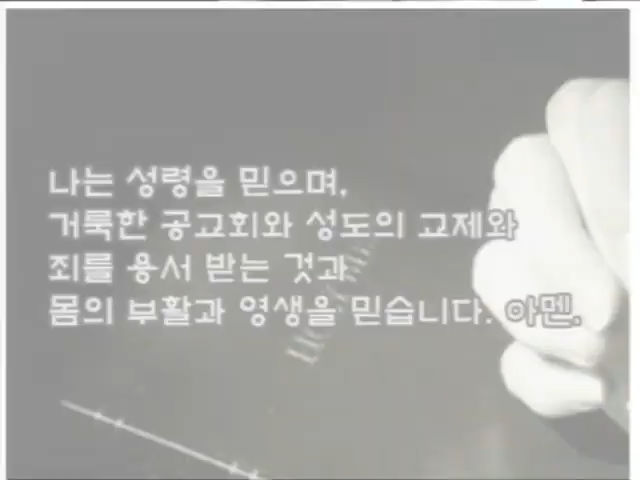 나는 성령을 믿으며,
거룩한 공교회와 성도의 교제와
죄를 용서 받는 것과
몸의 부활과 영생을 믿습니다. 아멘.